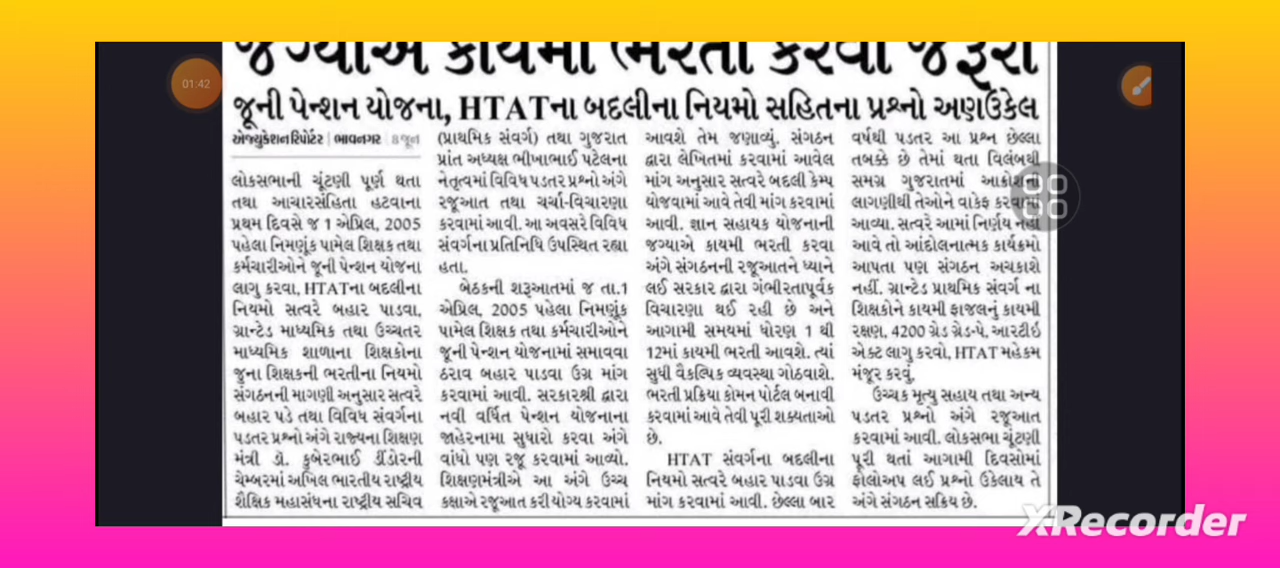 જગ્યાએ કાયમી ભરતી કરવી જરૂરી
જૂની પેન્શન યોજના, HTATના બદલીના નિયમો સહિતના પ્રશ્નો અણઉકેલ
એજ્યુકેશન રિપોર્ટર | ભાવનગર | 8 જૂન
લોકસભાની ચૂંટણી પૂર્ણ થતા
તથા આચારસંહિતા હટવાના
પ્રથમ દિવસે જ 1 એપ્રિલ, 2005
પહેલા નિમણૂંક પામેલ શિક્ષક તથા
કર્મચારીઓને જૂની પેન્શન યોજના
લાગુ કરવા, HTATના બદલીના
નિયમો સત્વરે બહાર પાડવા,
ગ્રાન્ટેડ માધ્યમિક તથા ઉચ્ચતર
માધ્યમિક શાળાના શિક્ષકોના
જુના શિક્ષકની ભરતીના નિયમો
સંગઠનની માગણી અનુસાર સત્વરે
બહાર પડે તથા વિવિધ સંવર્ગના
પડતર પ્રશ્નો અંગે રાજ્યના શિક્ષણ
મંત્રી ડૉ. કુબેરભાઈ ડીંડોરની
ચેમ્બરમાં અખિલ ભારતીય રાષ્ટ્રીય
શૈક્ષિક મહાસંઘના રાષ્ટ્રીય સચિવ
(પ્રાથમિક સંવર્ગ) તથા ગુજરાત
પ્રાંત અધ્યક્ષ ભીખાભાઈ પટેલના
નેતૃત્વમાં વિવિધ પડતર પ્રશ્નો અંગે
રજૂઆત તથા ચર્ચા-વિચારણા
કરવામાં આવી. આ અવસરે વિવિધ
સંવર્ગના પ્રતિનિધિ ઉપસ્થિત રહ્યા
હતા.
બેઠકની શરૂઆતમાં જ તા.1
એપ્રિલ, 2005 પહેલા નિમણૂંક
પામેલ શિક્ષક તથા કર્મચારીઓને
જૂની પેન્શન યોજનામાં સમાવવા
ઠરાવ બહાર પાડવા ઉગ્ર માંગ
કરવામાં આવી. સરકારશ્રી દ્વારા
નવી વર્ધિત પેન્શન યોજનાના
જાહેરનામા સુધારો કરવા અંગે
વાંધો પણ રજૂ કરવામાં આવ્યો.
શિક્ષણમંત્રીએ આ અંગે ઉચ્ચ
કક્ષાએ રજૂઆત કરી યોગ્ય કરવામાં
આવશે તેમ જણાવ્યું. સંગઠન
દ્વારા લેખિતમાં કરવામાં આવેલ
માંગ અનુસાર સત્વરે બદલી કેમ્પ
યોજવામાં આવે તેવી માંગ કરવામાં
આવી. જ્ઞાન સહાયક યોજનાની
જગ્યાએ કાયમી ભરતી કરવા
અંગે સંગઠનની રજૂઆતને ધ્યાને
લઈ સરકાર દ્વારા ગંભીરતાપૂર્વક
વિચારણા થઈ રહી છે અને
આગામી સમયમાં ધોરણ 1 થી
12માં કાયમી ભરતી આવશે. ત્યાં
સુધી વૈકલ્પિક વ્યવસ્થા ગોઠવાશે.
ભરતી પ્રક્રિયા કોમન પોર્ટલ બનાવી
કરવામાં આવે તેવી પૂરી શક્યતાઓ
છે.
HTAT સંવર્ગના બદલીના
નિયમો સત્વરે બહાર પાડવા ઉગ્ર
માંગ કરવામાં આવી. છેલ્લા બાર
વર્ષથી પડતર આ પ્રશ્ન છેલ્લા
તબક્કે છે તેમાં થતા વિલંબથી
સમગ્ર ગુજરાતમાં આક્રોશની
લાગણીથી તેઓને વાકેફ કરવામાં
આવ્યા. સત્વરે આમાં નિર્ણય નહીં
આવે તો આંદોલનાત્મક કાર્યક્રમો
આપતા પણ સંગઠન અચકાશે
નહીં. ગ્રાન્ટેડ પ્રાથમિક સંવર્ગ ના
શિક્ષકોને કાયમી ફાજલનું કાયમી
રક્ષણ, 4200 ગ્રેડ ગ્રેડ-પે, આરટીઇ
એક્ટ લાગુ કરવો, HTAT મહેકમ
મંજૂર કરવું,
ઉચ્ચક મૃત્યુ સહાય તથા અન્ય
પડતર પ્રશ્નો અંગે રજૂઆત
કરવામાં આવી. લોકસભા ચૂંટણી
પૂરી થતાં આગામી દિવસોમાં
ફોલોઅપ લઈ પ્રશ્નો ઉકેલાય તે
અંગે સંગઠન સક્રિય છે.
01:42
XRecorder